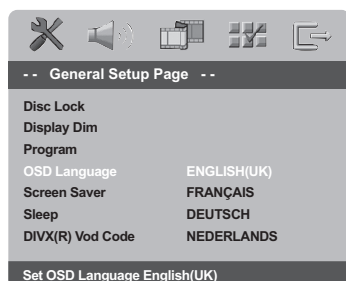 - - General Setup Page - -
Disc Lock
Display Dim
Program
OSD Language ENGLISH(UK)
Screen Saver FRANÇAIS
Sleep DEUTSCH
DIVX(R) Vod Code NEDERLANDS
Set OSD Language English(UK)